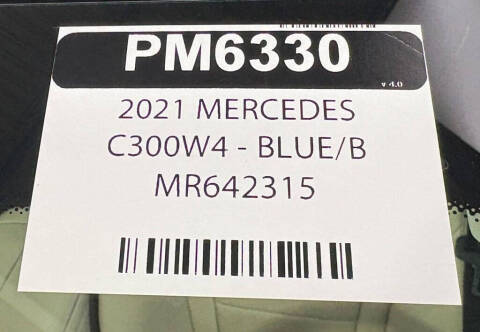 PM6330
v 4.0
2021 MERCEDES
C300W4 - BLUE/B
MR642315